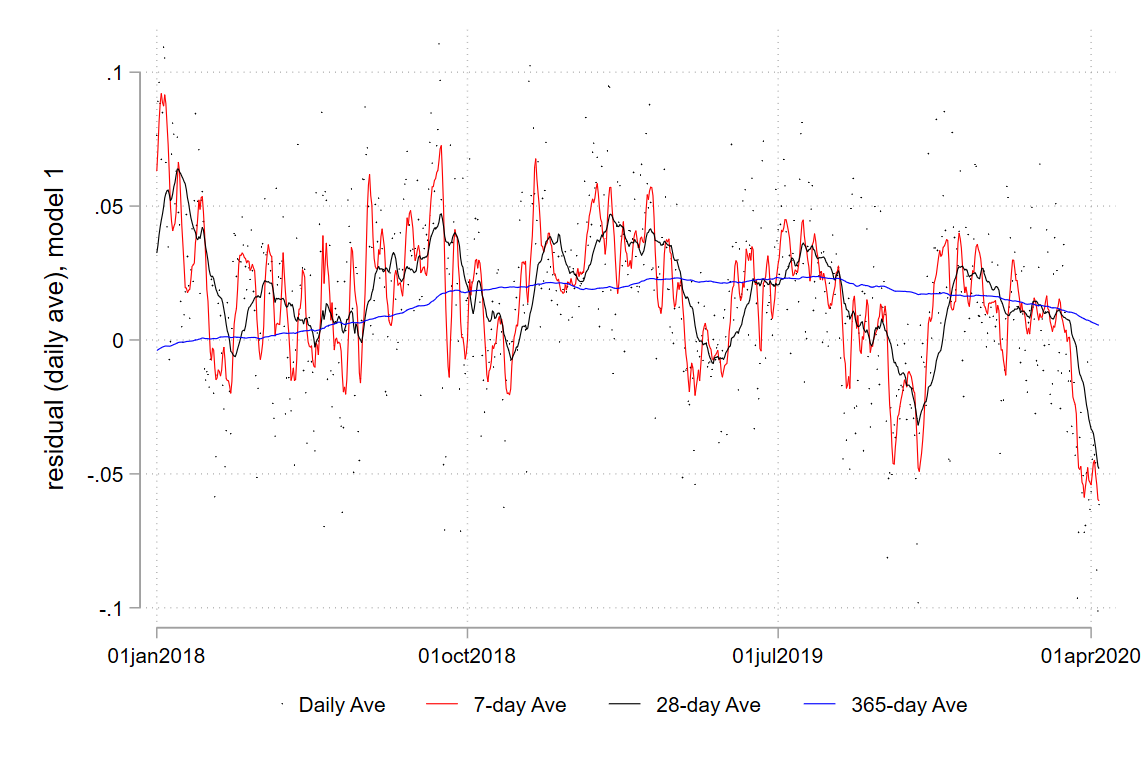 residual (daily ave), model 1
.1
.05
0
-.05
-.1
01jan2018 01oct2018 01jul2019 01apr2020
Daily Ave 7-day Ave 28-day Ave 365-day Ave